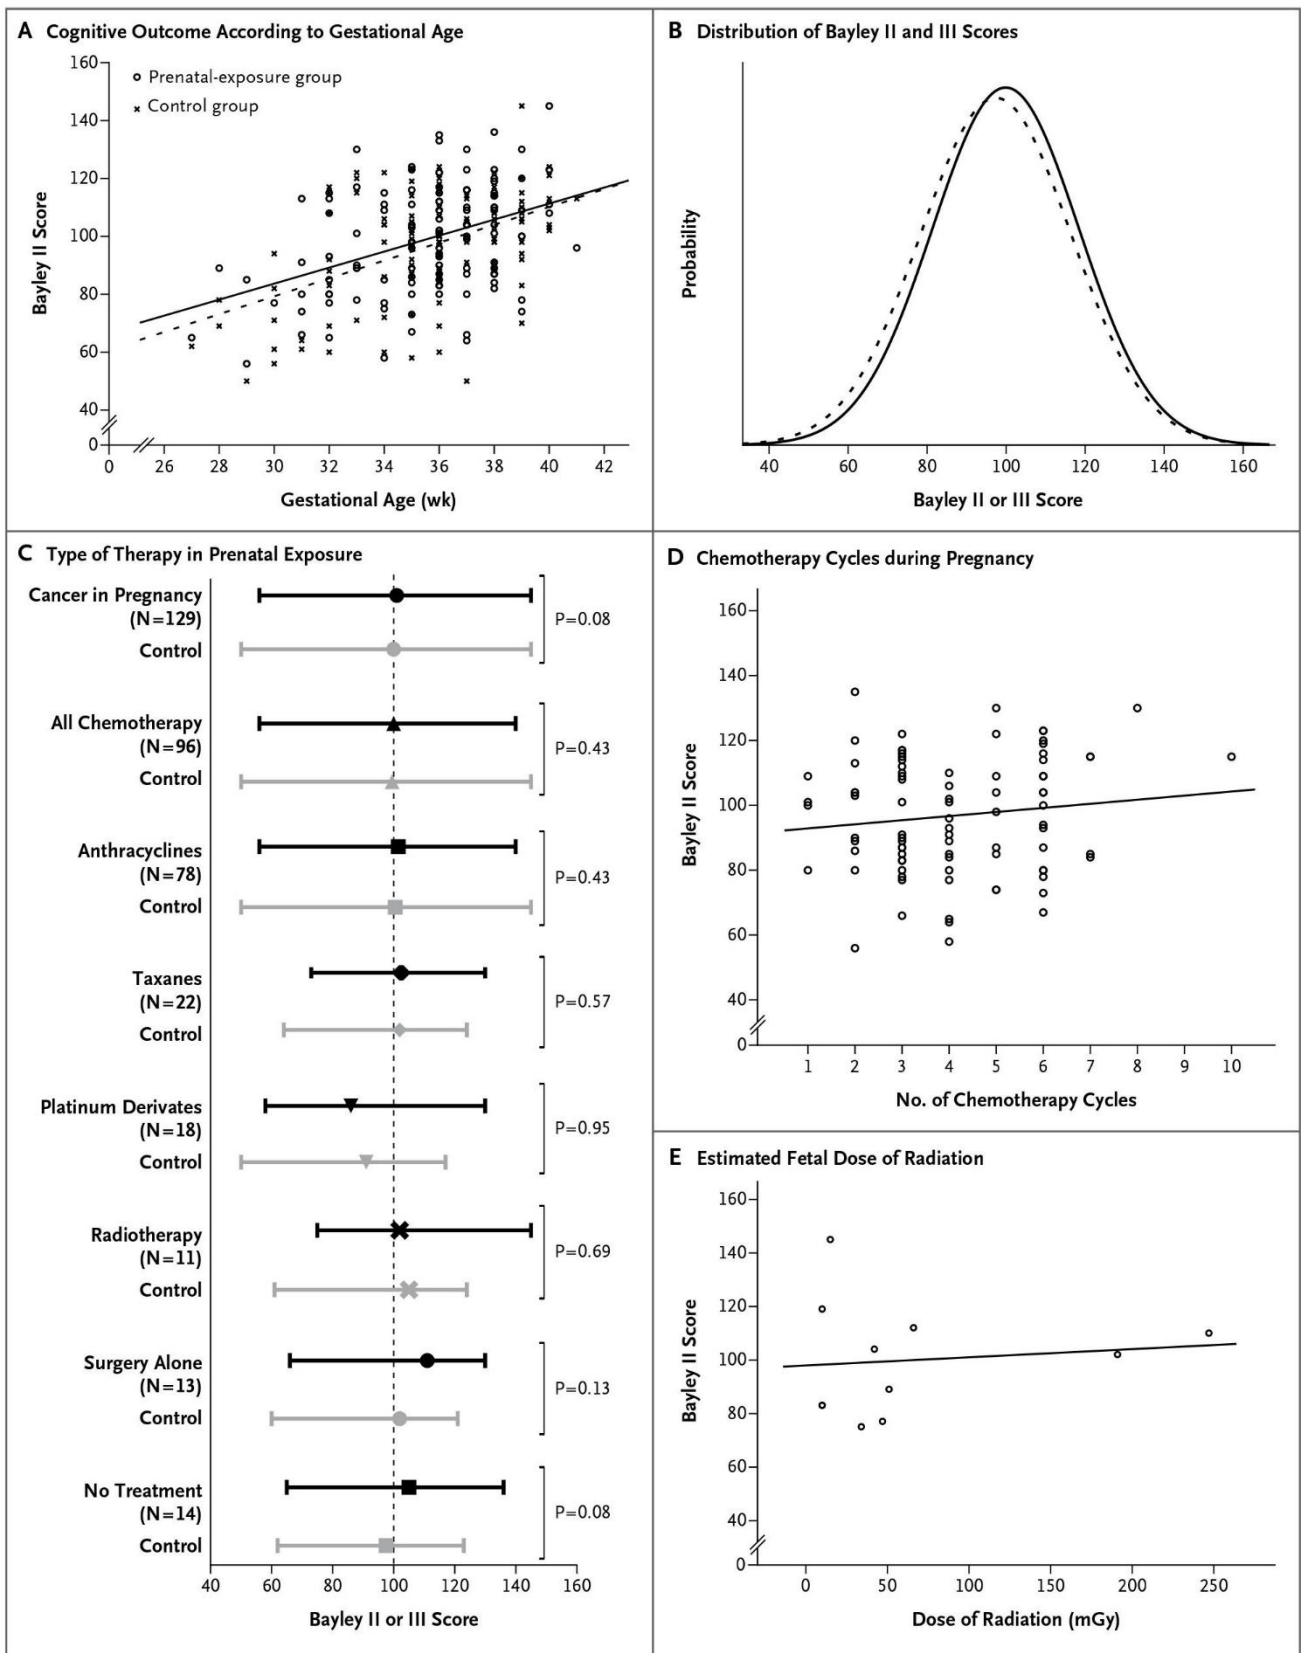 A Cognitive Outcome According to Gestational Age
160
140
120
100
80
60
40
0
Bayley II Score
Prenatal-exposure group
Control group
0 26 28 30 32 34 36 38 40 42
Gestational Age (wk)
B Distribution of Bayley II and III Scores
Probability
40 60 80 100 120 140 160
Bayley II or III Score
C Type of Therapy in Prenatal Exposure
Cancer in Pregnancy
(N=129)
P=0.08
Control
All Chemotherapy
(N=96)
P=0.43
Control
Anthracyclines
(N=78)
P=0.43
Control
Taxanes
(N=22)
P=0.57
Control
Platinum Derivates
(N=18)
P=0.95
Control
Radiotherapy
(N=11)
P=0.69
Control
Surgery Alone
(N=13)
P=0.13
Control
No Treatment
(N=14)
P=0.08
Control
40 60 80 100 120 140 160
Bayley II or III Score
D Chemotherapy Cycles during Pregnancy
160
140
120
100
80
60
40
0
Bayley II Score
1 2 3 4 5 6 7 8 9 10
No. of Chemotherapy Cycles
E Estimated Fetal Dose of Radiation
160
140
120
100
80
60
40
0
Bayley II Score
0 50 100 150 200 250
Dose of Radiation (mGy)